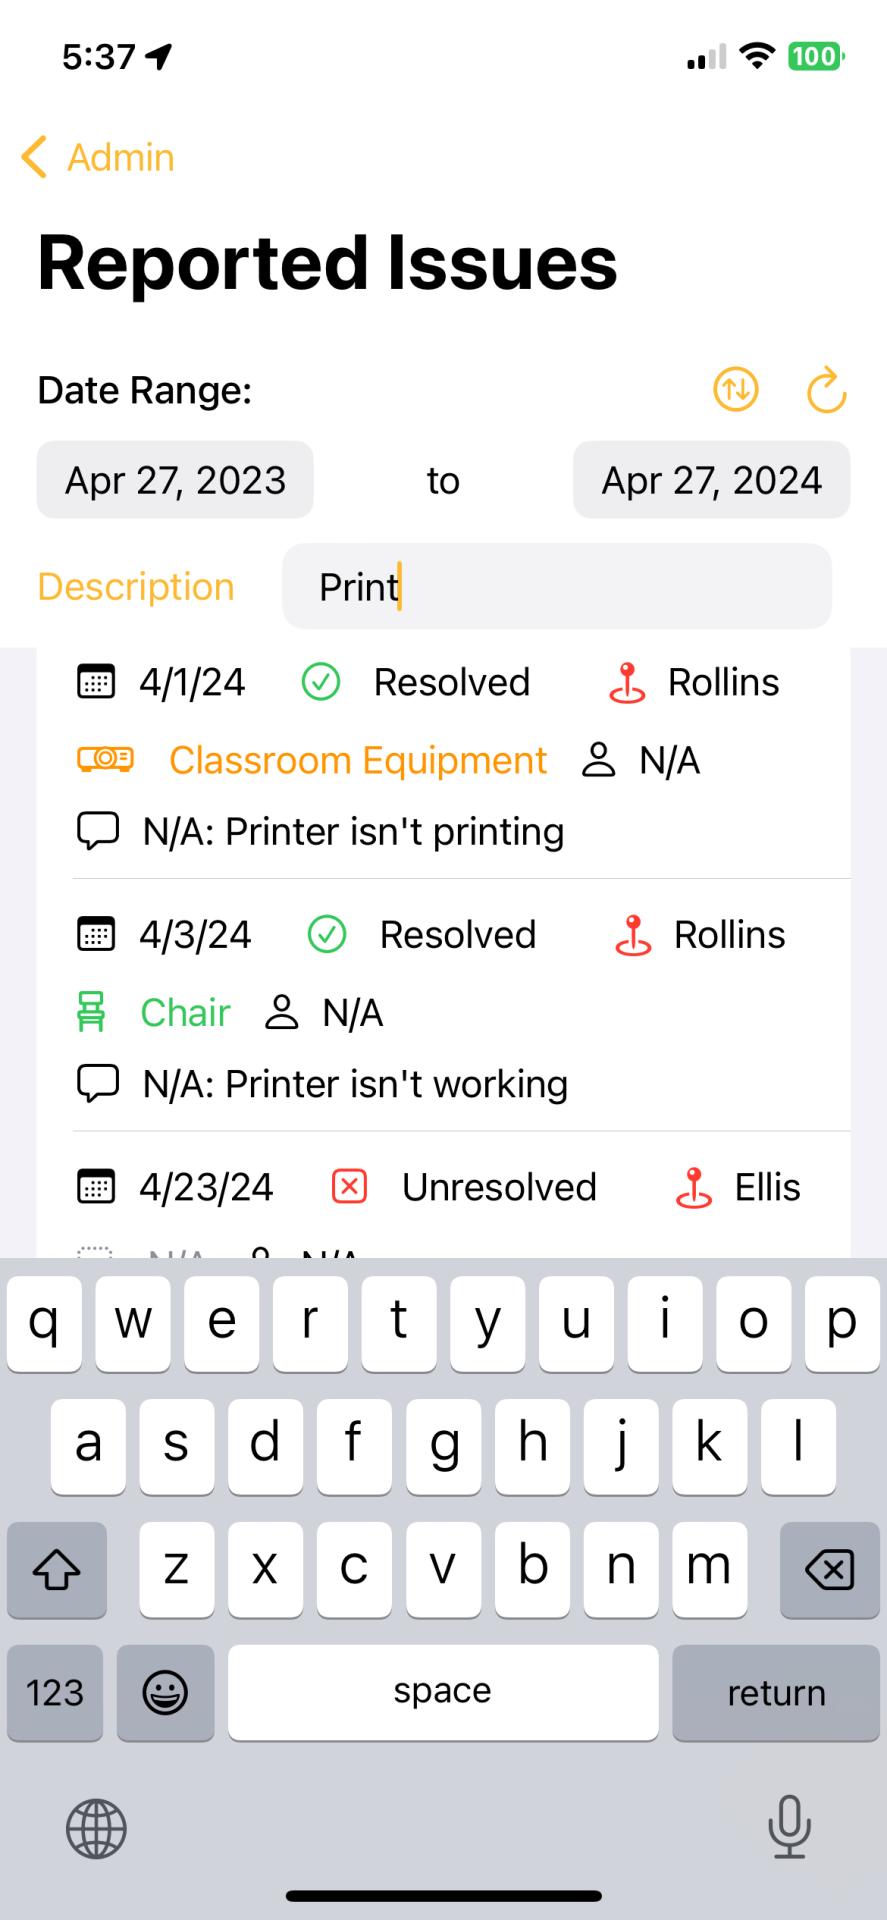 5:37 100
Admin
Reported Issues
Date Range:
Apr 27, 2023 to Apr 27, 2024
Description Print
4/1/24 Resolved Rollins
Classroom Equipment N/A
N/A: Printer isn't printing
4/3/24 Resolved Rollins
Chair N/A
N/A: Printer isn't working
4/23/24 Unresolved Ellis
N/A N/A
q w e r t y u i o p
a s d f g h j k l
z x c v b n m
123 space return